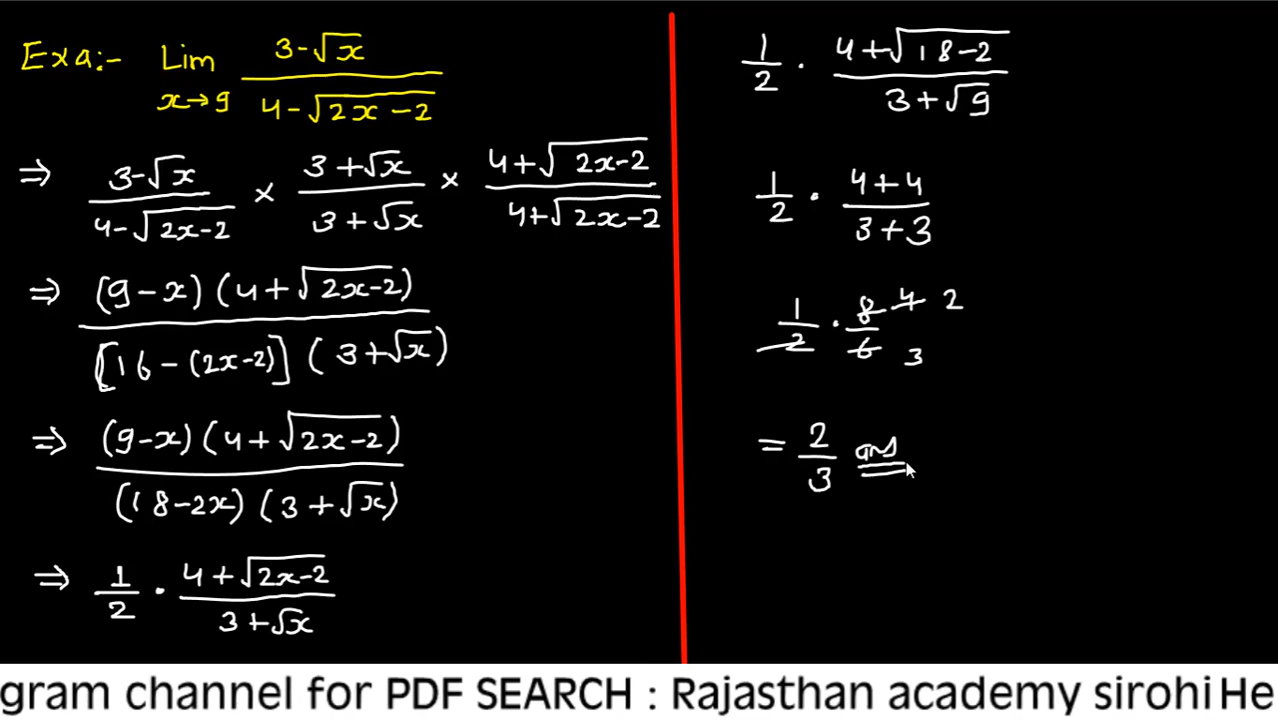 Exa:- Lim x→9 (3-√x)/(4-√(2x-2))
⇒ (3-√x)/(4-√(2x-2)) × (3+√x)/(3+√x) × (4+√(2x-2))/(4+√(2x-2))
⇒ (9-x)(4+√(2x-2))/([16-(2x-2)](3+√x))
⇒ (9-x)(4+√(2x-2))/((18-2x)(3+√x))
⇒ 1/2 · (4+√(2x-2))/(3+√x)
1/2 · (4+√(18-2))/(3+√9)
1/2 · (4+4)/(3+3)
1/2 · 8/6 4 2 3
= 2/3 ans
gram channel for PDF SEARCH : Rajasthan academy sirohi He